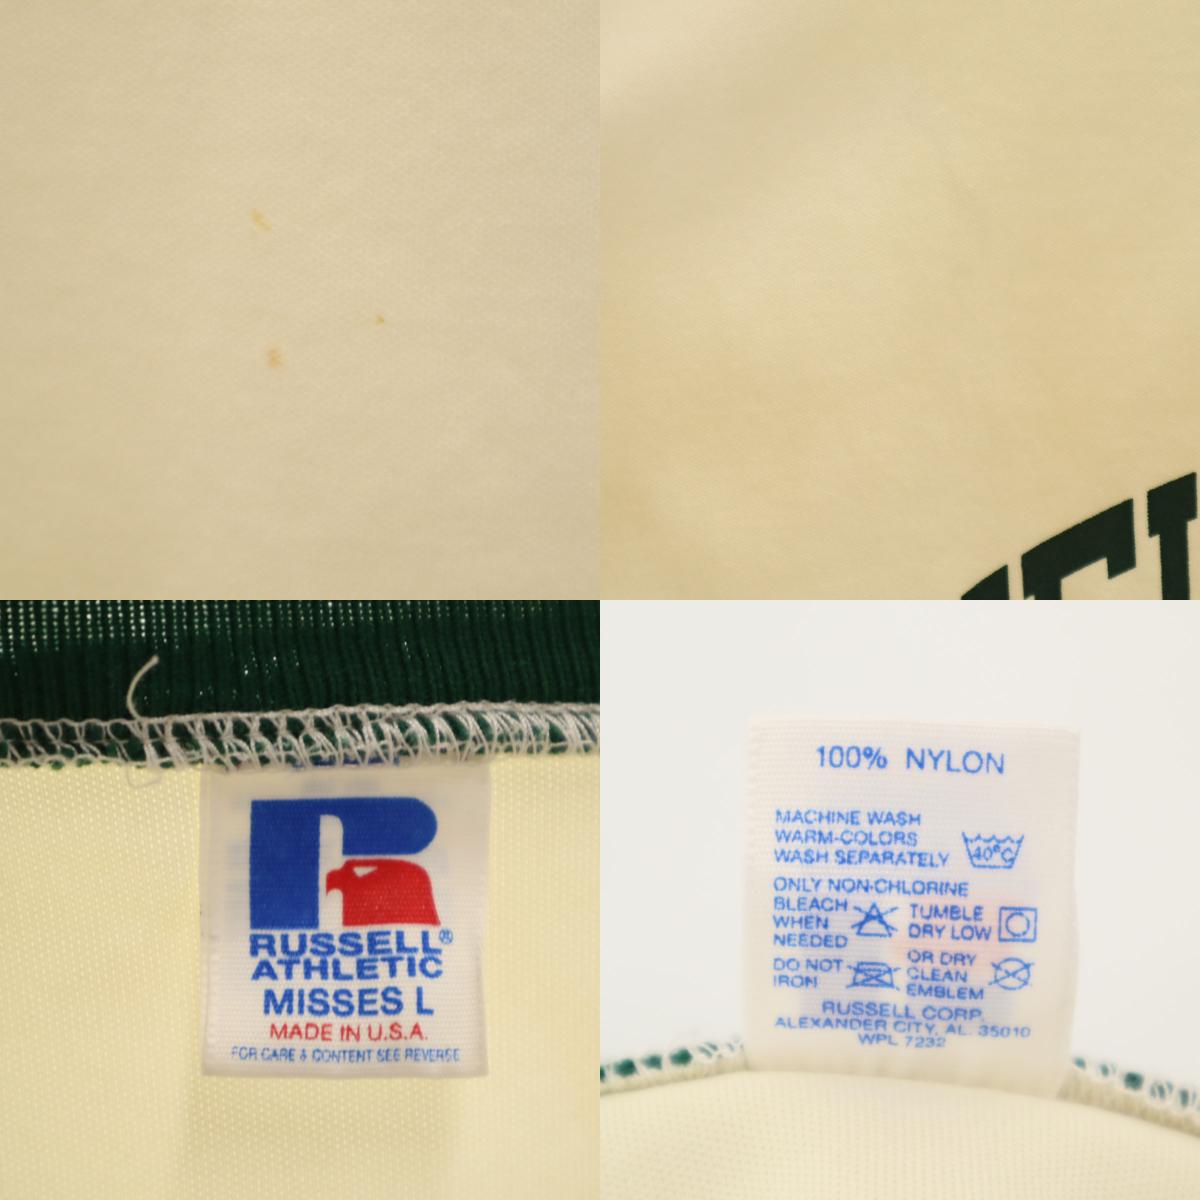 RUSSELL®
ATHLETIC
MISSES L
MADE IN U.S.A.
FOR CARE & CONTENT SEE REVERSE
100% NYLON
MACHINE WASH
WARM-COLORS
WASH SEPARATELY
40°C
ONLY NON-CHLORINE
BLEACH
WHEN
NEEDED
TUMBLE
DRY LOW
DO NOT
IRON
OR DRY
CLEAN
EMBLEM
RUSSELL CORP.
ALEXANDER CITY, AL. 35010
WPL 7232